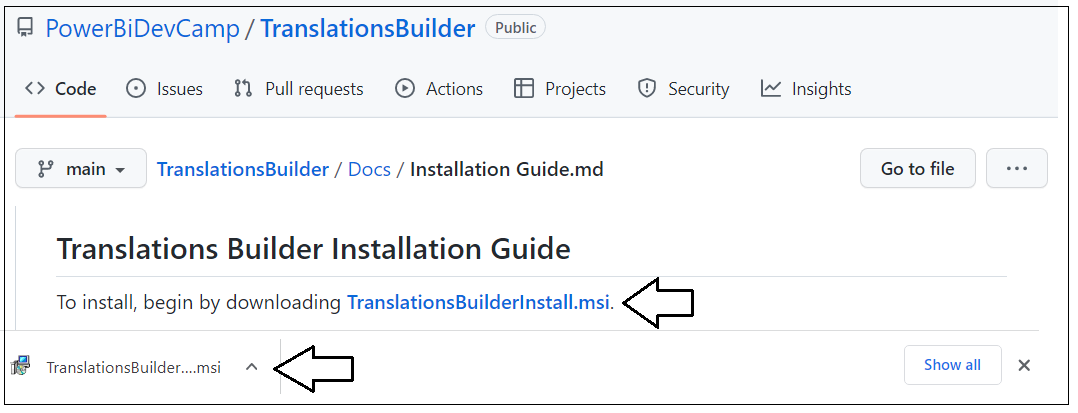 PowerBiDevCamp / TranslationsBuilder Public
Code Issues Pull requests Actions Projects Security Insights
main TranslationsBuilder / Docs / Installation Guide.md Go to file ...
Translations Builder Installation Guide
To install, begin by downloading TranslationsBuilderInstall.msi.
TranslationsBuilder....msi Show all